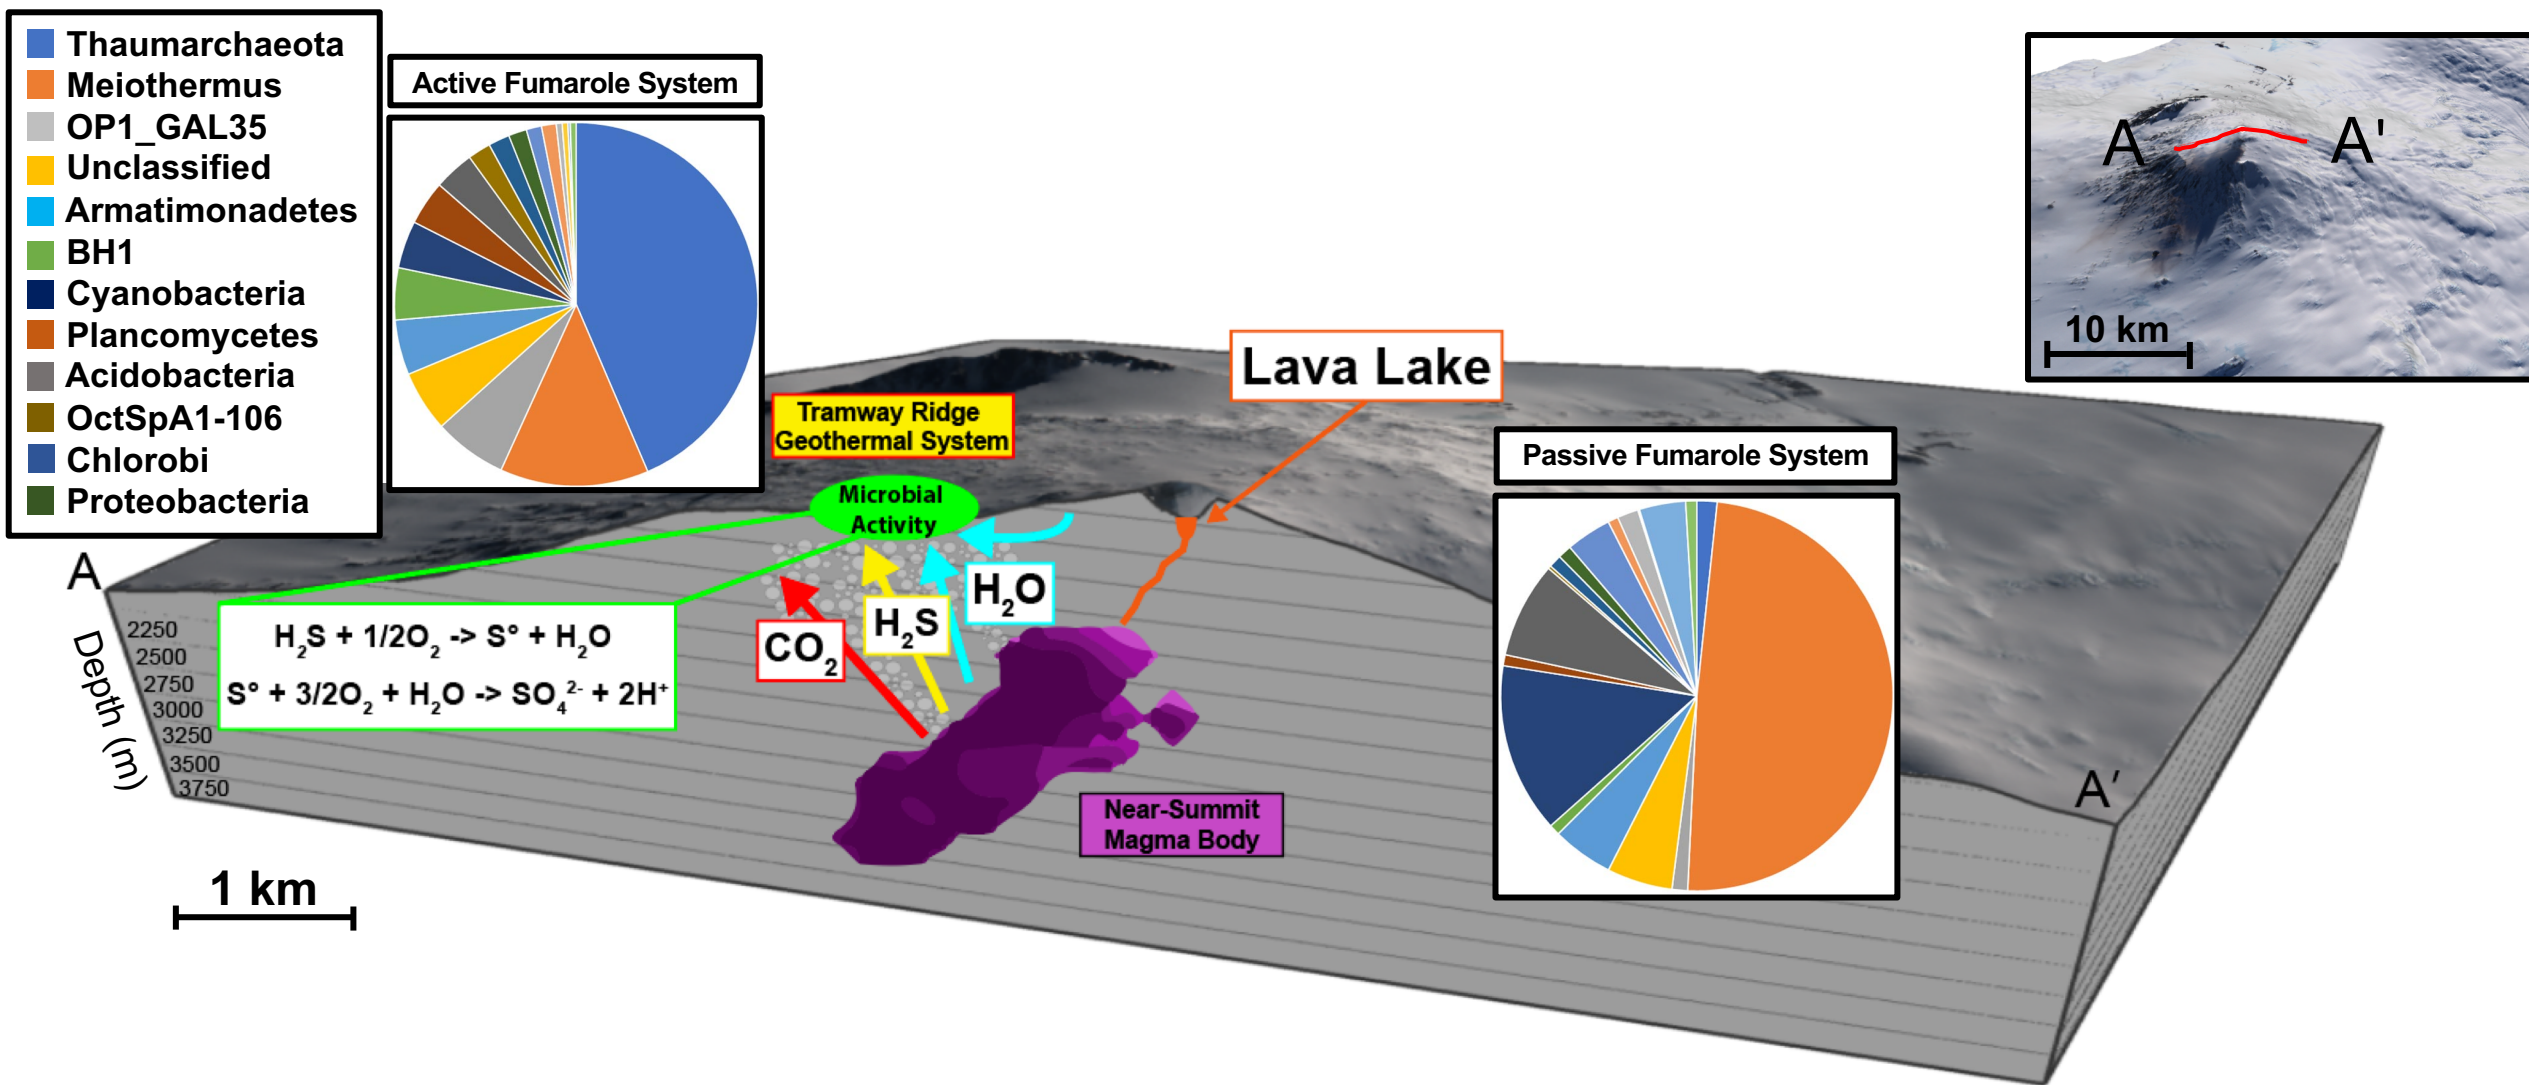 Thaumarchaeota
Meiothermus
OP1_GAL35
Unclassified
Armatimonadetes
BH1
Cyanobacteria
Plancomycetes
Acidobacteria
OctSpA1-106
Chlorobi
Proteobacteria
Active Fumarole System
A A'
10 km
Lava Lake
Tramway Ridge
Geothermal System
Passive Fumarole System
Microbial
Activity
A
H₂O
H₂S
CO₂
H₂S + 1/2O₂ -> S° + H₂O
S° + 3/2O₂ + H₂O -> SO₄²⁻ + 2H⁺
Depth (m)
2250
2500
2750
3000
3250
3500
3750
Near-Summit
Magma Body
A'
1 km